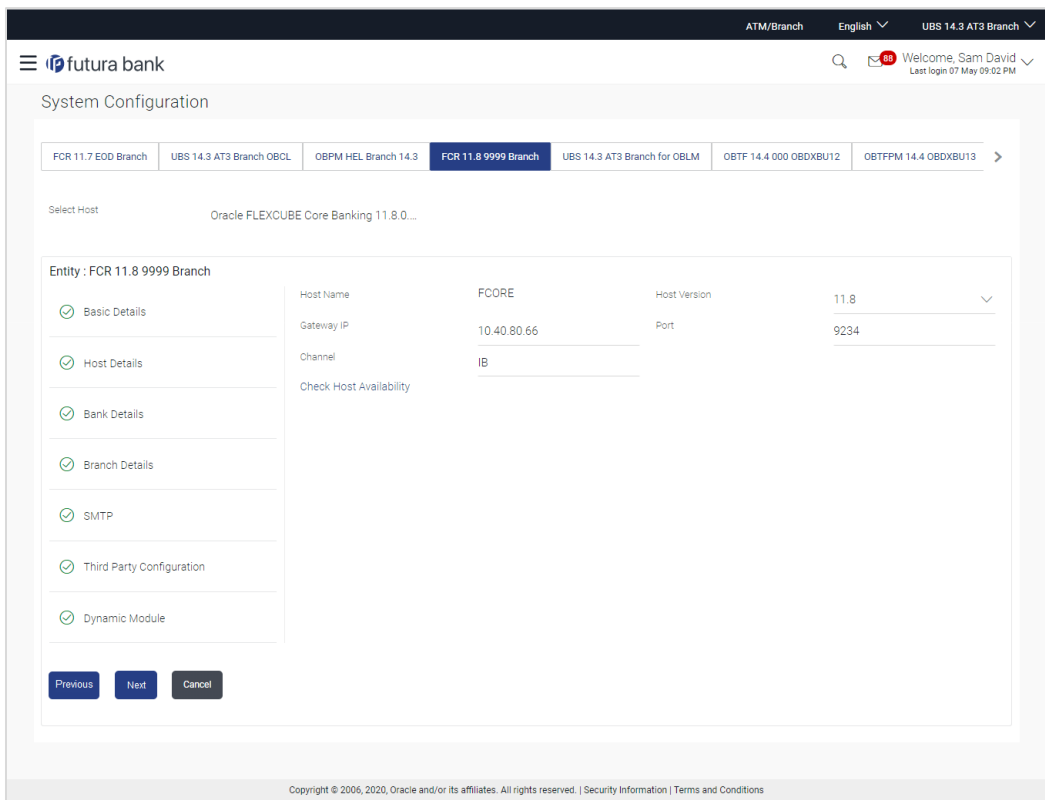 ATM/Branch English UBS 14.3 AT3 Branch
futura bank 88 Welcome, Sam David
Last login 07 May 09:02 PM
System Configuration
FCR 11.7 EOD Branch UBS 14.3 AT3 Branch OBCL OBPM HEL Branch 14.3 FCR 11.8 9999 Branch UBS 14.3 AT3 Branch for OBLM OBTF 14.4 000 OBDXBU12 OBTFPM 14.4 OBDXBU13
Select Host Oracle FLEXCUBE Core Banking 11.8.0....
Entity : FCR 11.8 9999 Branch
Basic Details
Host Details
Bank Details
Branch Details
SMTP
Third Party Configuration
Dynamic Module
Host Name FCORE Host Version 11.8
Gateway IP 10.40.80.66 Port 9234
Channel IB
Check Host Availability
Previous Next Cancel
Copyright © 2006, 2020, Oracle and/or its affiliates. All rights reserved. | Security Information | Terms and Conditions